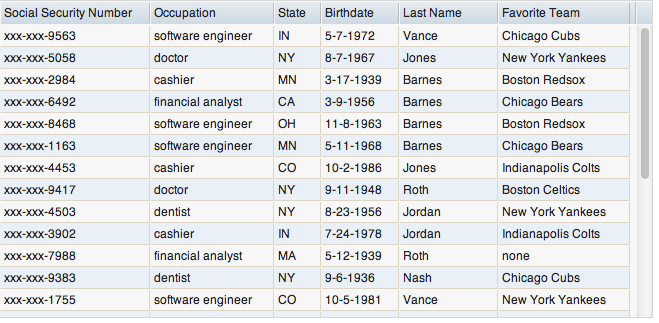 Social Security Number Occupation State Birthdate Last Name Favorite Team
xxx-xxx-9563 software engineer IN 5-7-1972 Vance Chicago Cubs
xxx-xxx-5058 doctor NY 8-7-1967 Jones New York Yankees
xxx-xxx-2984 cashier MN 3-17-1939 Barnes Boston Redsox
xxx-xxx-6492 financial analyst CA 3-9-1956 Barnes Chicago Bears
xxx-xxx-8468 software engineer OH 11-8-1963 Barnes Boston Redsox
xxx-xxx-1163 software engineer MN 5-11-1968 Barnes Chicago Bears
xxx-xxx-4453 cashier CO 10-2-1986 Jones Indianapolis Colts
xxx-xxx-9417 doctor NY 9-11-1948 Roth Boston Celtics
xxx-xxx-4503 dentist NY 8-23-1956 Jordan New York Yankees
xxx-xxx-3902 cashier IN 7-24-1978 Jordan Indianapolis Colts
xxx-xxx-7988 financial analyst MA 5-12-1939 Roth none
xxx-xxx-9383 dentist NY 9-6-1936 Nash Chicago Cubs
xxx-xxx-1755 software engineer CO 10-5-1981 Vance New York Yankees